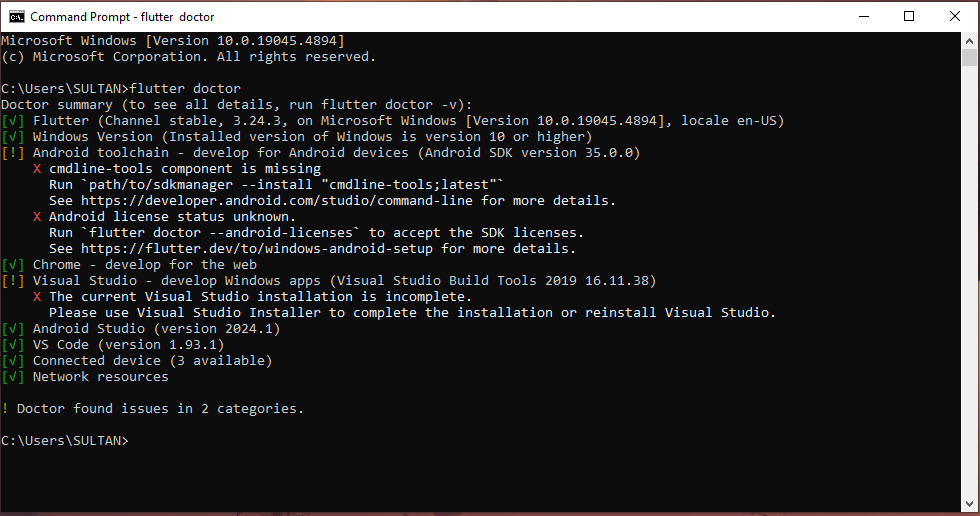 Command Prompt - flutter  doctor
Microsoft Windows [Version 10.0.19045.4894]
(c) Microsoft Corporation. All rights reserved.

C:\Users\SULTAN>flutter doctor
Doctor summary (to see all details, run flutter doctor -v):
[√] Flutter (Channel stable, 3.24.3, on Microsoft Windows [Version 10.0.19045.4894], locale en-US)
[√] Windows Version (Installed version of Windows is version 10 or higher)
[!] Android toolchain - develop for Android devices (Android SDK version 35.0.0)
    X cmdline-tools component is missing
      Run `path/to/sdkmanager --install "cmdline-tools;latest"`
      See https://developer.android.com/studio/command-line for more details.
    X Android license status unknown.
      Run `flutter doctor --android-licenses` to accept the SDK licenses.
      See https://flutter.dev/to/windows-android-setup for more details.
[√] Chrome - develop for the web
[!] Visual Studio - develop Windows apps (Visual Studio Build Tools 2019 16.11.38)
    X The current Visual Studio installation is incomplete.
      Please use Visual Studio Installer to complete the installation or reinstall Visual Studio.
[√] Android Studio (version 2024.1)
[√] VS Code (version 1.93.1)
[√] Connected device (3 available)
[√] Network resources

! Doctor found issues in 2 categories.

C:\Users\SULTAN>